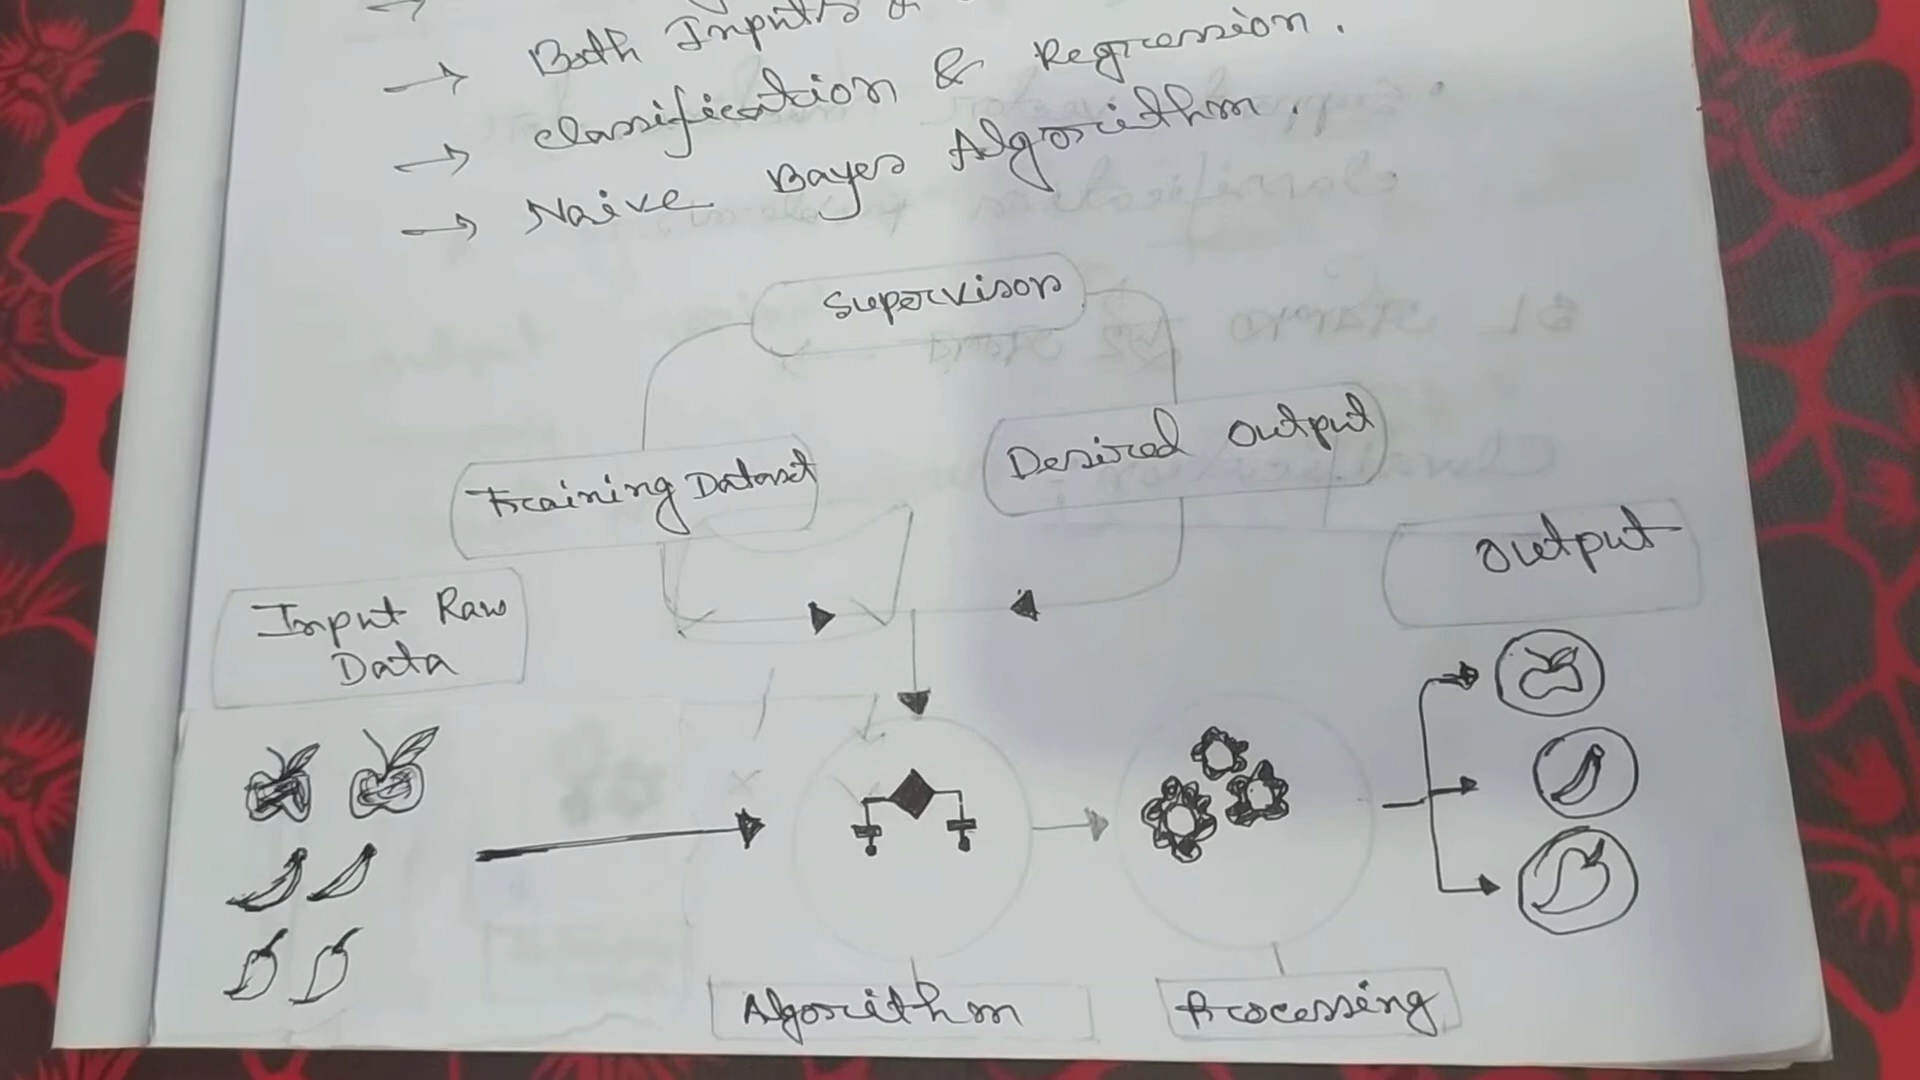 → Both Inputs &
→ classification & Regression.
→ Naive Bayes Algorithm.
Supervisor
Training Dataset
Desired Output
Output
Input Raw
Data
Algorithm
Processing